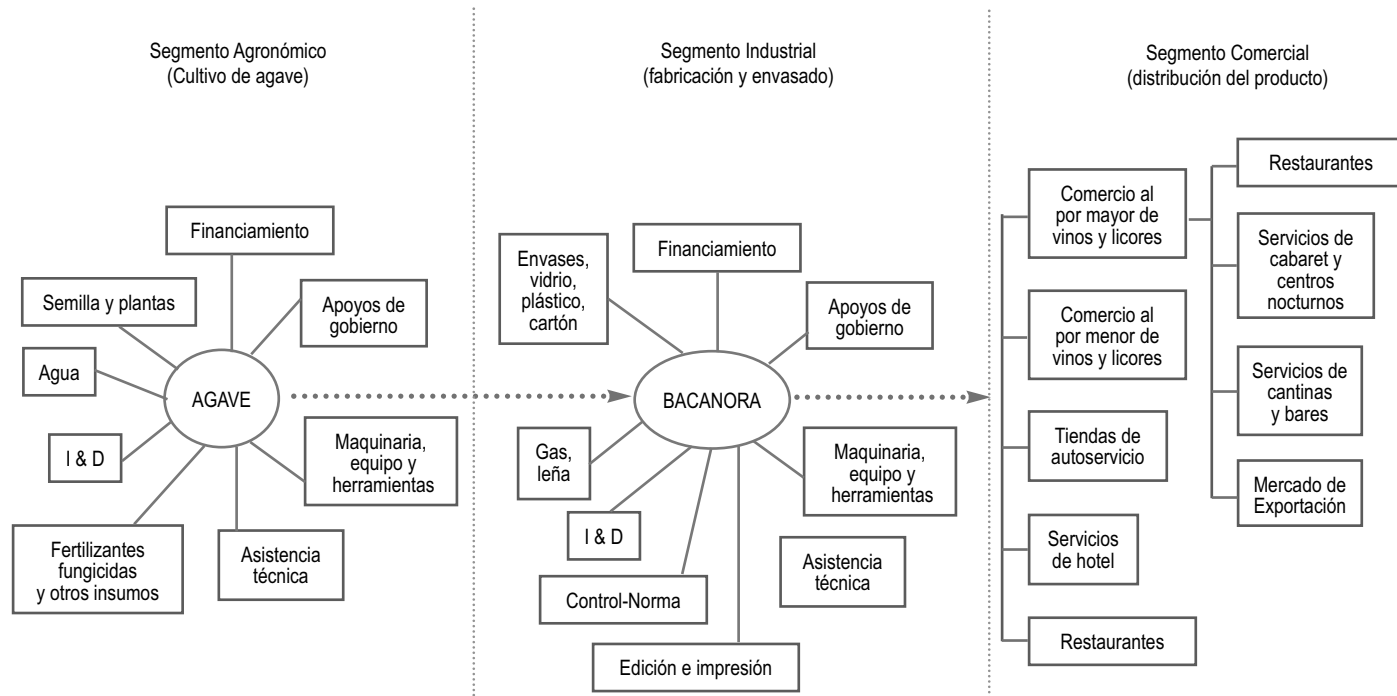 Segmento Agronómico
(Cultivo de agave)
Financiamiento
Semilla y plantas
Apoyos de
gobierno
Agua
AGAVE
I & D
Maquinaria,
equipo y
herramientas
Fertilizantes
fungicidas
y otros insumos
Asistencia
técnica
Segmento Industrial
(fabricación y envasado)
Envases,
vidrio,
plástico,
cartón
Financiamiento
Apoyos de
gobierno
BACANORA
Gas,
leña
Maquinaria,
equipo y
herramientas
I & D
Asistencia
técnica
Control-Norma
Edición e impresión
Segmento Comercial
(distribución del producto)
Comercio al
por mayor de
vinos y licores
Comercio al
por menor de
vinos y licores
Tiendas de
autoservicio
Servicios
de hotel
Restaurantes
Restaurantes
Servicios de
cabaret y
centros
nocturnos
Servicios de
cantinas
y bares
Mercado de
Exportación